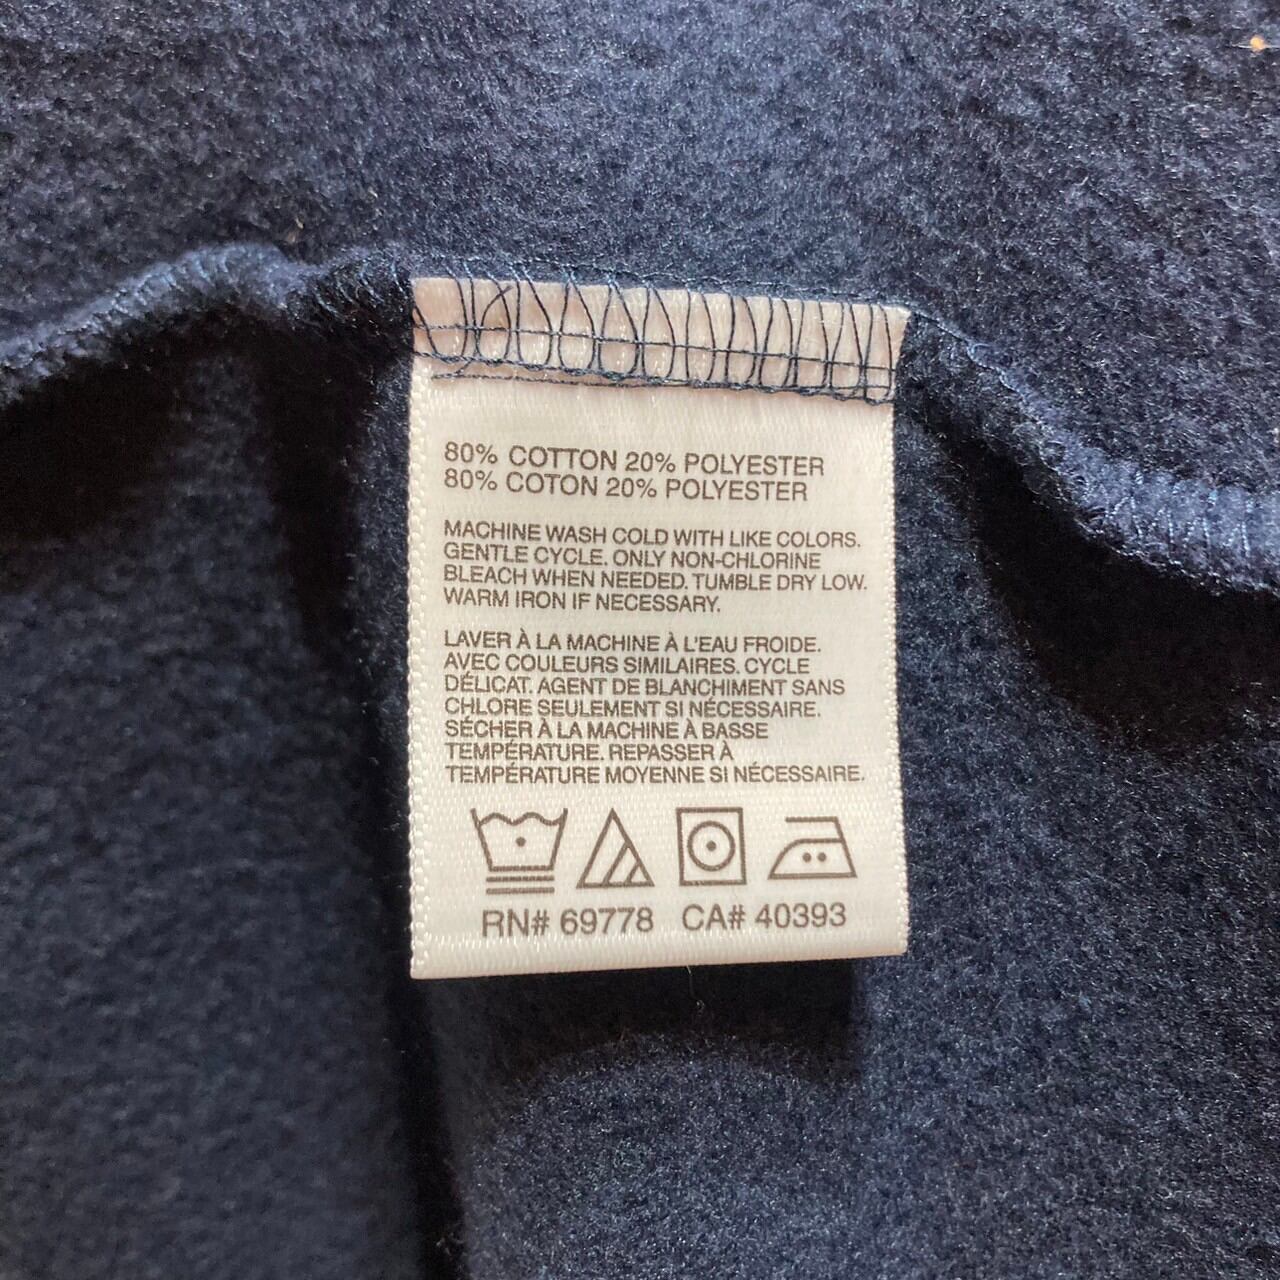 80% COTTON 20% POLYESTER
80% COTON 20% POLYESTER
MACHINE WASH COLD WITH LIKE COLORS.
GENTLE CYCLE. ONLY NON-CHLORINE
BLEACH WHEN NEEDED. TUMBLE DRY LOW.
WARM IRON IF NECESSARY.
LAVER À LA MACHINE À L'EAU FROIDE.
AVEC COULEURS SIMILAIRES. CYCLE
DÉLICAT. AGENT DE BLANCHIMENT SANS
CHLORE SEULEMENT SI NÉCESSAIRE.
SÉCHER À LA MACHINE À BASSE
TEMPÉRATURE. REPASSER À
TEMPÉRATURE MOYENNE SI NÉCESSAIRE.
RN# 69778 CA# 40393